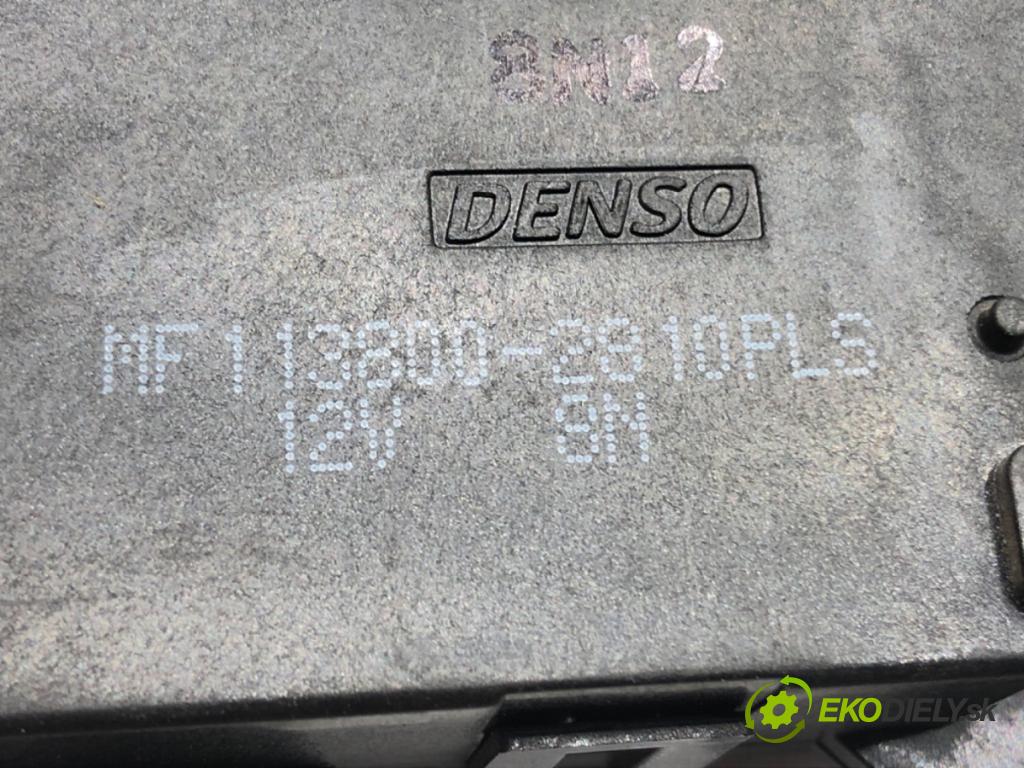 8N12
DENSO
MF113800-2810PLS
12V 8N
EKODIELY.sk